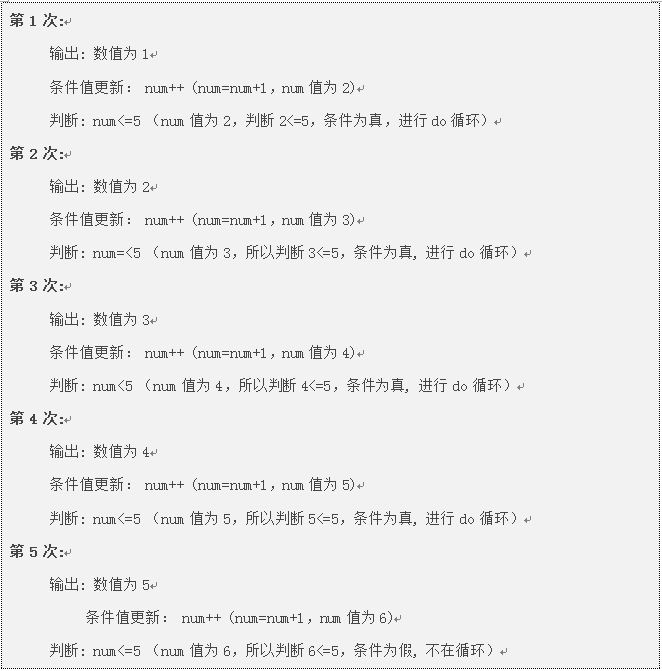 第 1 次:
输出: 数值为 1
条件值更新： num++ (num=num+1，num 值为 2)
判断: num<=5 （num 值为 2，判断 2<=5，条件为真，进行 do 循环）
第 2 次:
输出: 数值为 2
条件值更新： num++ (num=num+1，num 值为 3)
判断: num=<5 （num 值为 3，所以判断 3<=5，条件为真, 进行 do 循环）
第 3 次:
输出: 数值为 3
条件值更新： num++ (num=num+1，num 值为 4)
判断: num<5 （num 值为 4，所以判断 4<=5，条件为真, 进行 do 循环）
第 4 次:
输出: 数值为 4
条件值更新： num++ (num=num+1，num 值为 5)
判断: num<=5 （num 值为 5，所以判断 5<=5，条件为真, 进行 do 循环）
第 5 次:
输出: 数值为 5
条件值更新： num++ (num=num+1，num 值为 6)
判断: num<=5 （num 值为 6，所以判断 6<=5，条件为假, 不在循环）